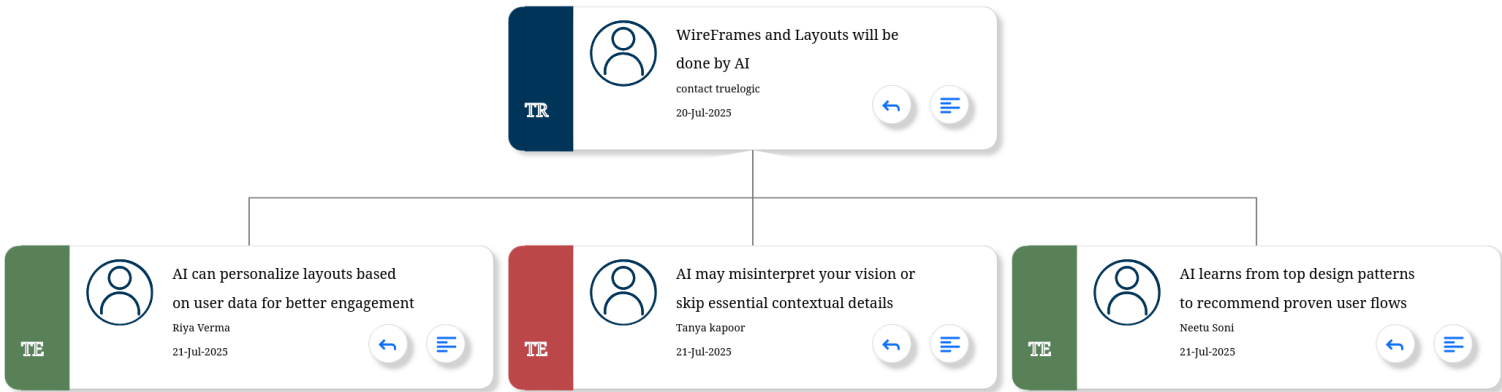 WireFrames and Layouts will be
done by AI
contact truelogic
20-Jul-2025
TR
AI can personalize layouts based
on user data for better engagement
Riya Verma
21-Jul-2025
TE
AI may misinterpret your vision or
skip essential contextual details
Tanya kapoor
21-Jul-2025
TE
AI learns from top design patterns
to recommend proven user flows
Neetu Soni
21-Jul-2025
TE